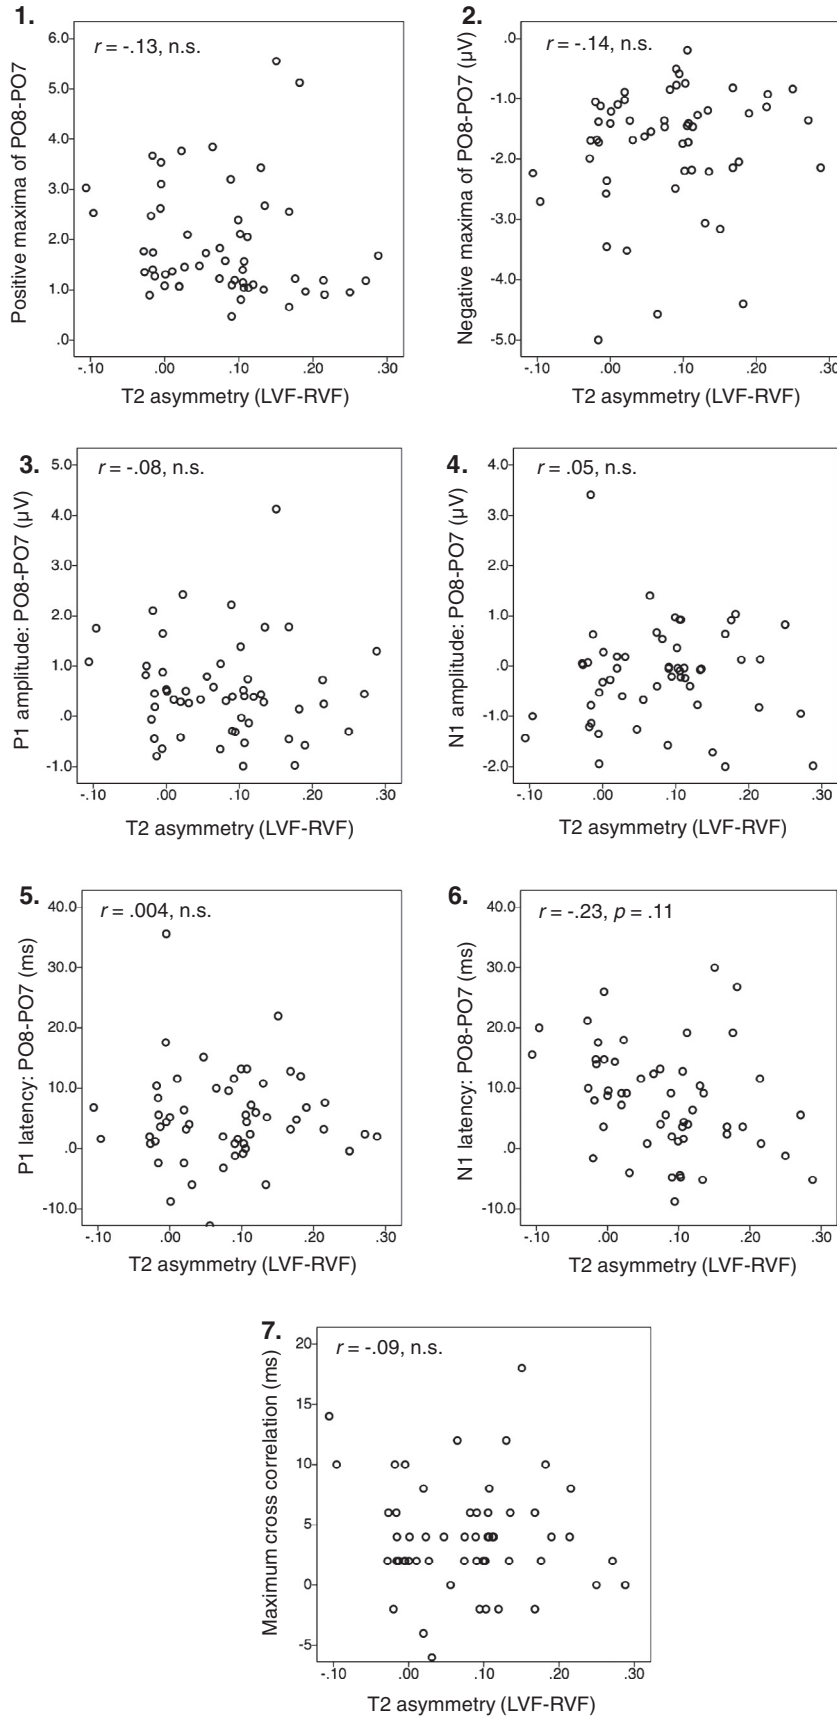 1.
r = -.13, n.s.
Positive maxima of PO8-PO7
6.0
5.0
4.0
3.0
2.0
1.0
.0
-.10 .00 .10 .20 .30
T2 asymmetry (LVF-RVF)
2.
r = -.14, n.s.
Negative maxima of PO8-PO7 (µV)
.0
-1.0
-2.0
-3.0
-4.0
-5.0
-.10 .00 .10 .20 .30
T2 asymmetry (LVF-RVF)
3.
r = -.08, n.s.
P1 amplitude: PO8-PO7 (µV)
5.0
4.0
3.0
2.0
1.0
.0
-1.0
-.10 .00 .10 .20 .30
T2 asymmetry (LVF-RVF)
4.
r = .05, n.s.
N1 amplitude: PO8-PO7 (µV)
4.0
3.0
2.0
1.0
.0
-1.0
-2.0
-.10 .00 .10 .20 .30
T2 asymmetry (LVF-RVF)
5.
r = .004, n.s.
P1 latency: PO8-PO7 (ms)
40.0
30.0
20.0
10.0
.0
-10.0
-.10 .00 .10 .20 .30
T2 asymmetry (LVF-RVF)
6.
r = -.23, p = .11
N1 latency: PO8-PO7 (ms)
40.0
30.0
20.0
10.0
.0
-10.0
-.10 .00 .10 .20 .30
T2 asymmetry (LVF-RVF)
7.
r = -.09, n.s.
Maximum cross correlation (ms)
20
15
10
5
0
-5
-.10 .00 .10 .20 .30
T2 asymmetry (LVF-RVF)